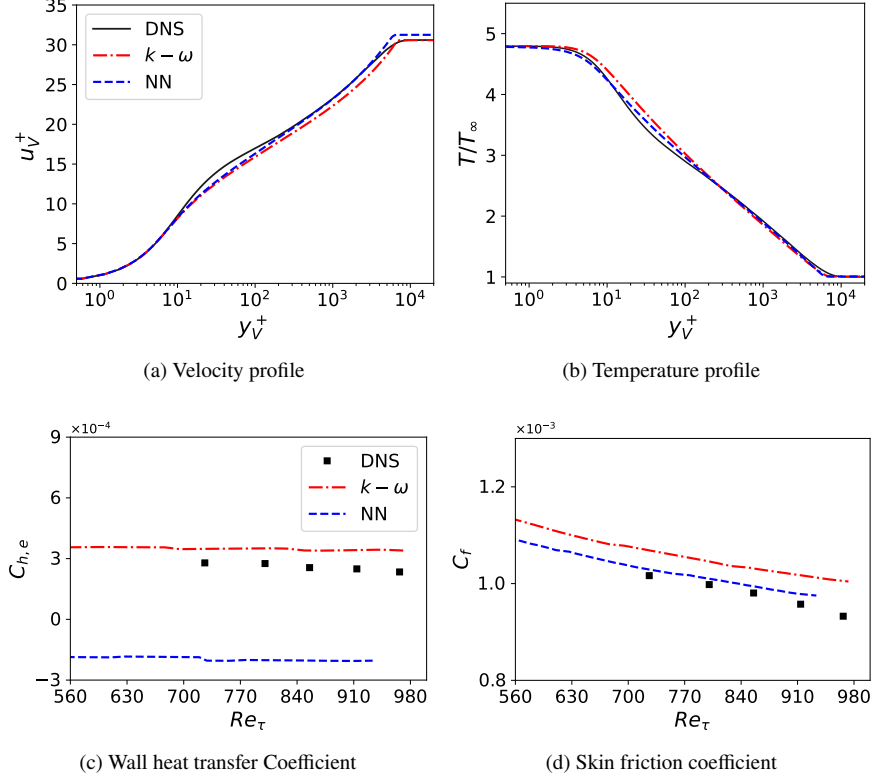 35
30
25
20
15
10
5
0
u_V^+
DNS
k − ω
NN
10^0 10^1 10^2 10^3 10^4
y_V^+
(a) Velocity profile
5
4
3
2
1
T/T_∞
10^0 10^1 10^2 10^3 10^4
y_V^+
(b) Temperature profile
×10^−4
9
6
3
0
−3
C_{h,e}
DNS
k − ω
NN
560 630 700 770 840 910 980
Re_τ
(c) Wall heat transfer Coefficient
×10^−3
1.2
1.0
0.8
C_f
560 630 700 770 840 910 980
Re_τ
(d) Skin friction coefficient